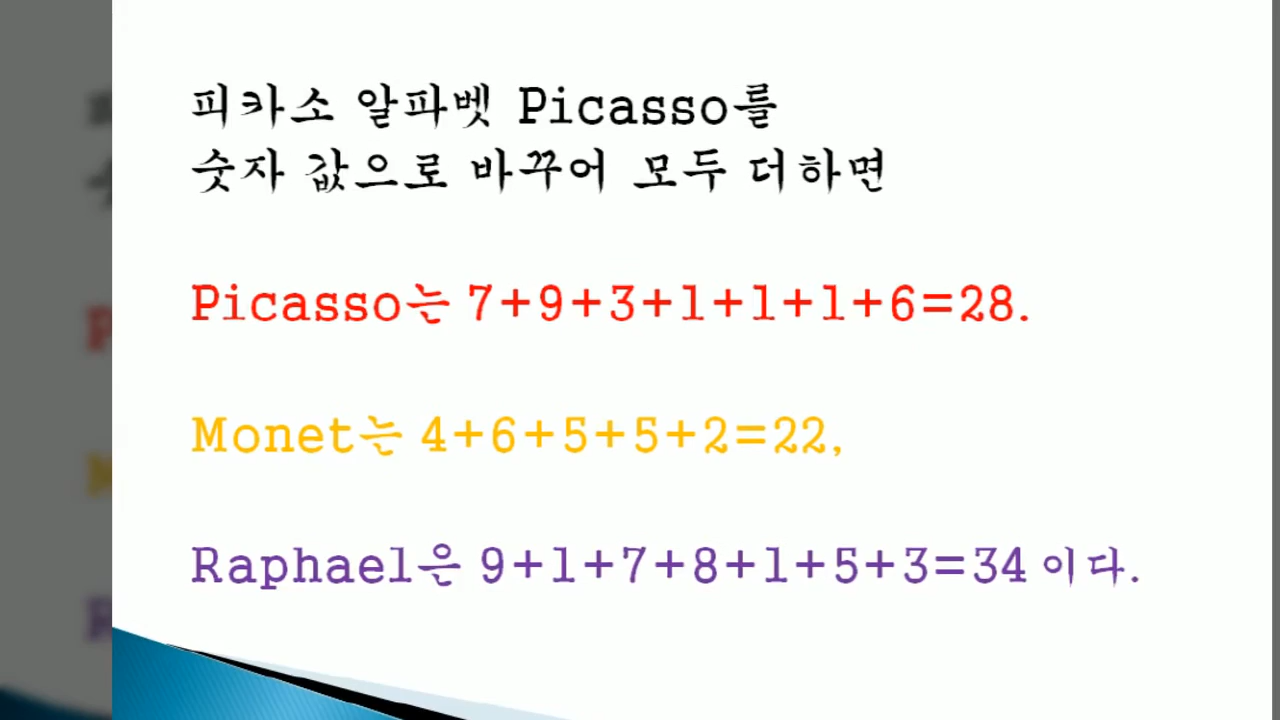 피카소 알파벳 Picasso를
숫자 값으로 바꾸어 모두 더하면
Picasso는 7+9+3+1+1+1+6=28.
Monet는 4+6+5+5+2=22,
Raphael은 9+1+7+8+1+5+3=34 이다.